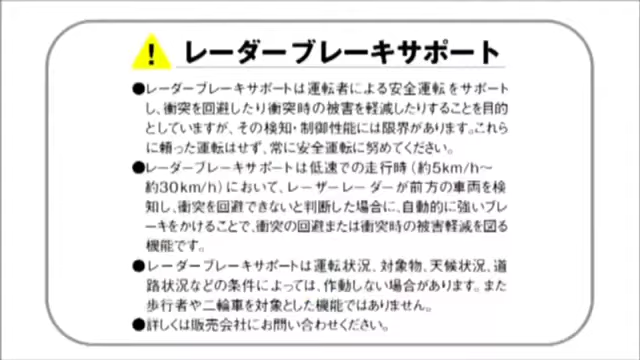 ! レーダーブレーキサポート
●レーダーブレーキサポートは運転者による安全運転をサポート
し、衝突を回避したり衝突時の被害を軽減したりすることを目的
としていますが、その検知・制御性能には限界があります。これら
に頼った運転はせず、常に安全運転に努めてください。
●レーダーブレーキサポートは低速での走行時(約5km/h〜
約30km/h)において、レーザーレーダーが前方の車両を検
知し、衝突を回避できないと判断した場合に、自動的に強いブレ
ーキをかけることで、衝突の回避または衝突時の被害軽減を図る
機能です。
●レーダーブレーキサポートは運転状況、対象物、天候状況、道
路状況などの条件によっては、作動しない場合があります。また
歩行者や二輪車を対象とした機能ではありません。
●詳しくは販売会社にお問い合わせください。